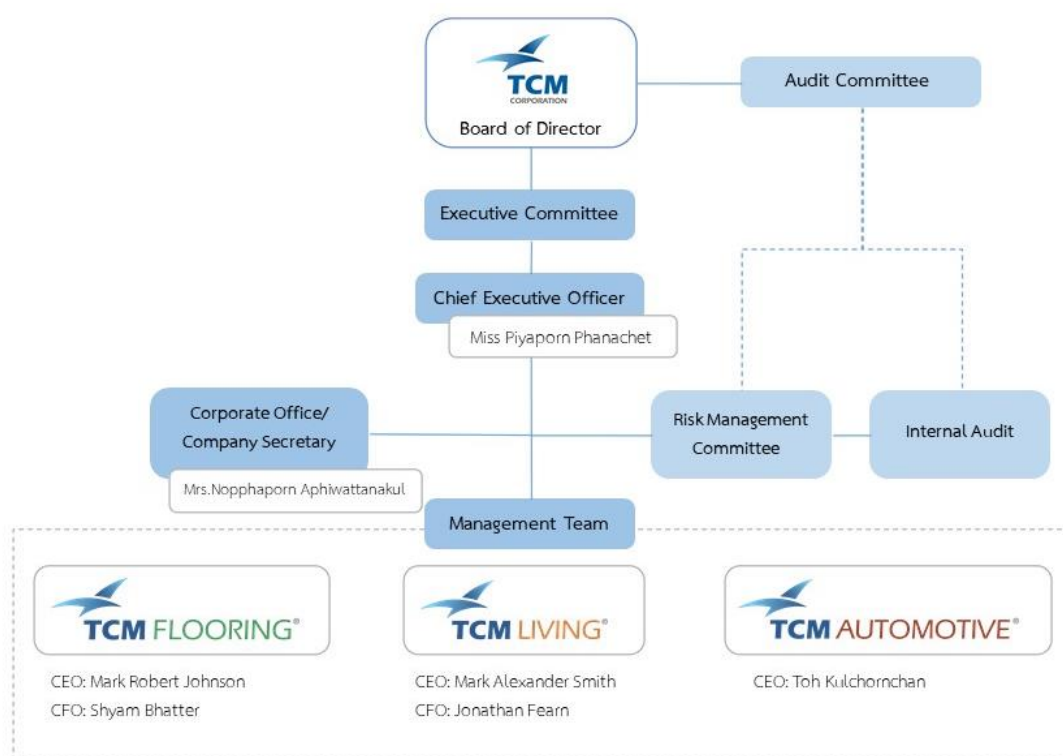 TCM
CORPORATION
Board of Director
Audit Committee
Executive Committee
Chief Executive Officer
Miss Piyaporn Phanachet
Corporate Office/
Company Secretary
Mrs.Nopphaporn Aphiwattanakul
Risk Management
Committee
Internal Audit
Management Team
TCM FLOORING®
CEO: Mark Robert Johnson
CFO: Shyam Bhatter
TCM LIVING®
CEO: Mark Alexander Smith
CFO: Jonathan Fearn
TCM AUTOMOTIVE®
CEO: Toh Kulchornchan